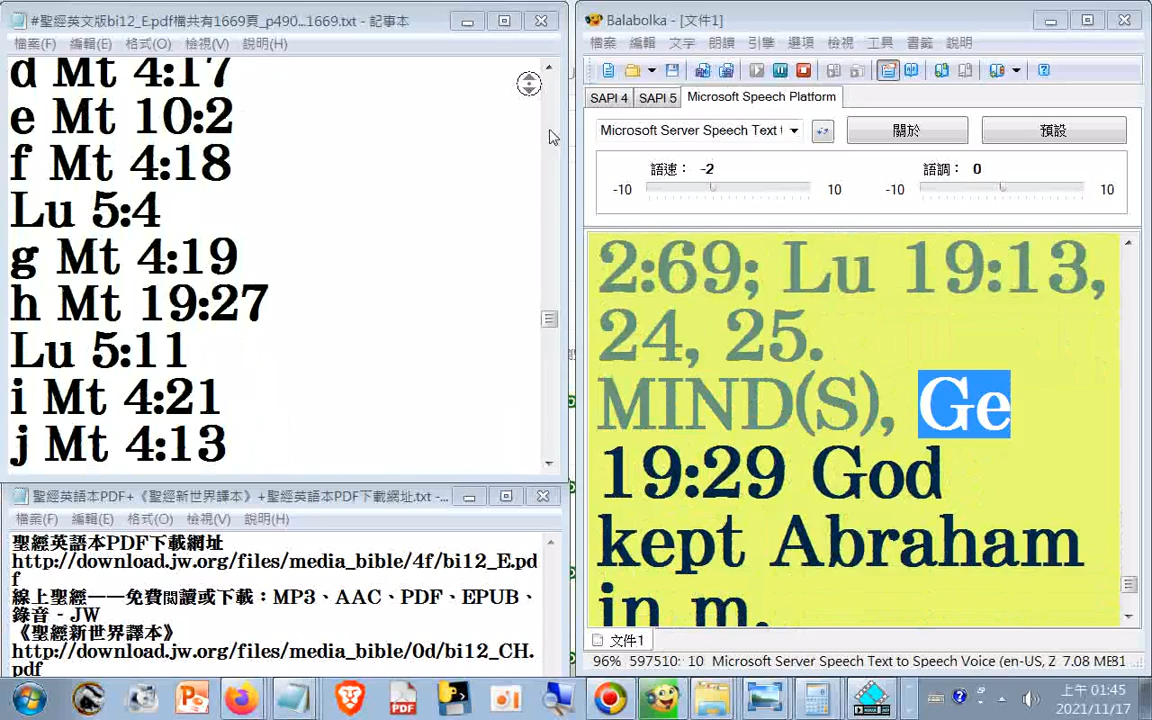 #聖經英文版bi12_E.pdf檔共有1669頁_p490...1669.txt - 記事本
檔案(F) 編輯(E) 格式(O) 檢視(V) 說明(H)
d Mt 4:17
e Mt 10:2
f Mt 4:18
Lu 5:4
g Mt 4:19
h Mt 19:27
Lu 5:11
i Mt 4:21
j Mt 4:13
聖經英語本PDF+《聖經新世界譯本》+聖經英語本PDF下載網址.txt -...
檔案(F) 編輯(E) 格式(O) 檢視(V) 說明(H)
聖經英語本PDF下載網址
http://download.jw.org/files/media_bible/4f/bi12_E.pd
f
線上聖經——免費閱讀或下載：MP3、AAC、PDF、EPUB、
錄音 - JW
《聖經新世界譯本》
http://download.jw.org/files/media_bible/0d/bi12_CH.
pdf
Balabolka - [文件1]
檔案 編輯 文字 朗讀 引擎 選項 檢視 工具 書籤 說明
SAPI 4 SAPI 5 Microsoft Speech Platform
Microsoft Server Speech Text t 關於 預設
語速： -2 語調： 0
-10 10 -10 10
2:69; Lu 19:13,
24, 25.
MIND(S), Ge
19:29 God
kept Abraham
in m.
文件1
96% 597510: 10 Microsoft Server Speech Text to Speech Voice (en-US, Z 7.08 MB
PDF
上午 01:45
2021/11/17